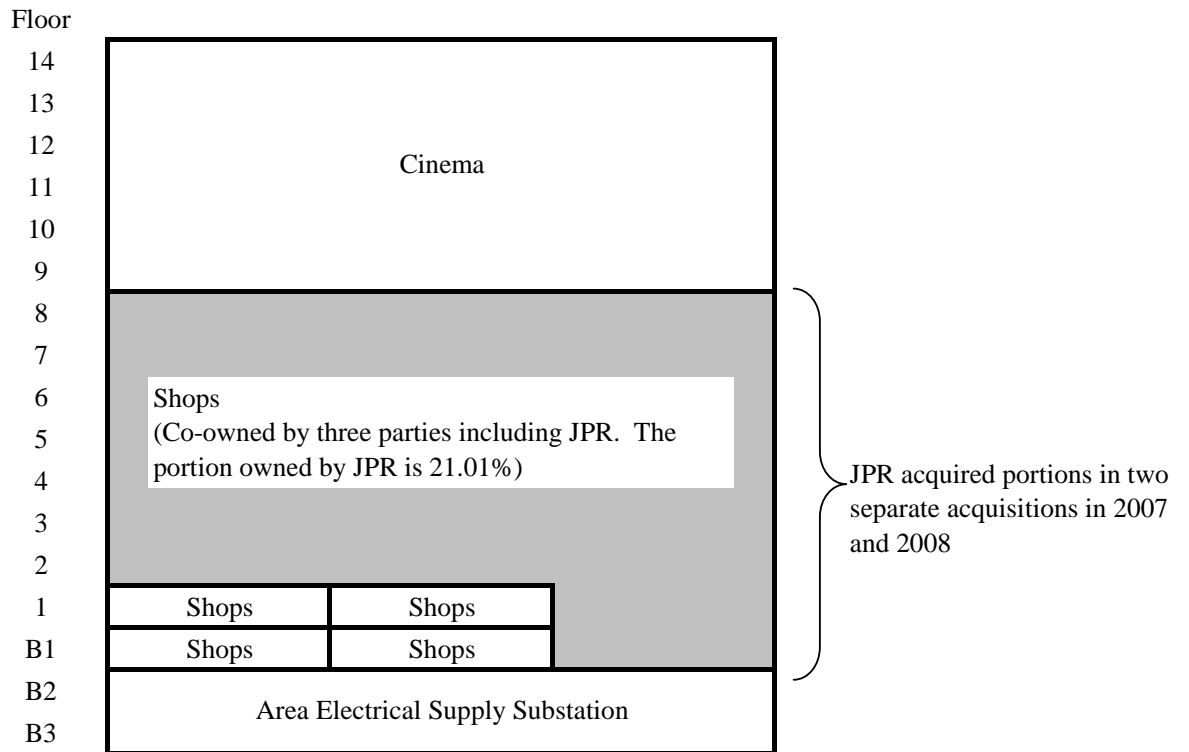 Floor
14
13
12
11
10
9
8
7
6
5
4
3
2
1
B1
B2
B3
Cinema
Shops
(Co-owned by three parties including JPR. The
portion owned by JPR is 21.01%)
Shops Shops
Shops Shops
Area Electrical Supply Substation
JPR acquired portions in two
separate acquisitions in 2007
and 2008